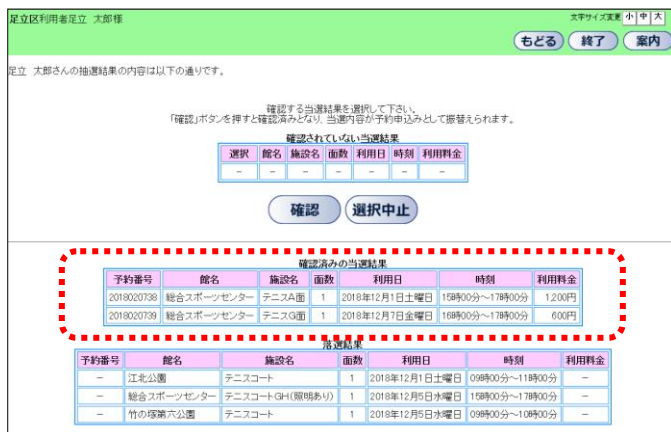 足立区利用者足立 太郎様
文字サイズ変更 小 中 大
もどる 終了 案内
足立 太郎さんの抽選結果の内容は以下の通りです。
確認する当選結果を選択して下さい。
「確認」ボタンを押すと確認済みとなり、当選内容が予約申込みとして振替えられます。
確認されていない当選結果
選択 館名 施設名 面数 利用日 時刻 利用料金
- - - - - - -
確認 選択中止
確認済みの当選結果
予約番号 館名 施設名 面数 利用日 時刻 利用料金
2018020738 総合スポーツセンター テニスA面 1 2018年12月1日土曜日 15時00分～17時00分 1,200円
2018020739 総合スポーツセンター テニスG面 1 2018年12月7日金曜日 16時00分～17時00分 600円
落選結果
予約番号 館名 施設名 面数 利用日 時刻 利用料金
- 江北公園 テニスコート 1 2018年12月1日土曜日 09時00分～11時00分 -
- 総合スポーツセンター テニスコートGH(照明あり) 1 2018年12月5日水曜日 15時00分～17時00分 -
- 竹の塚第六公園 テニスコート 1 2018年12月5日水曜日 09時00分～10時00分 -